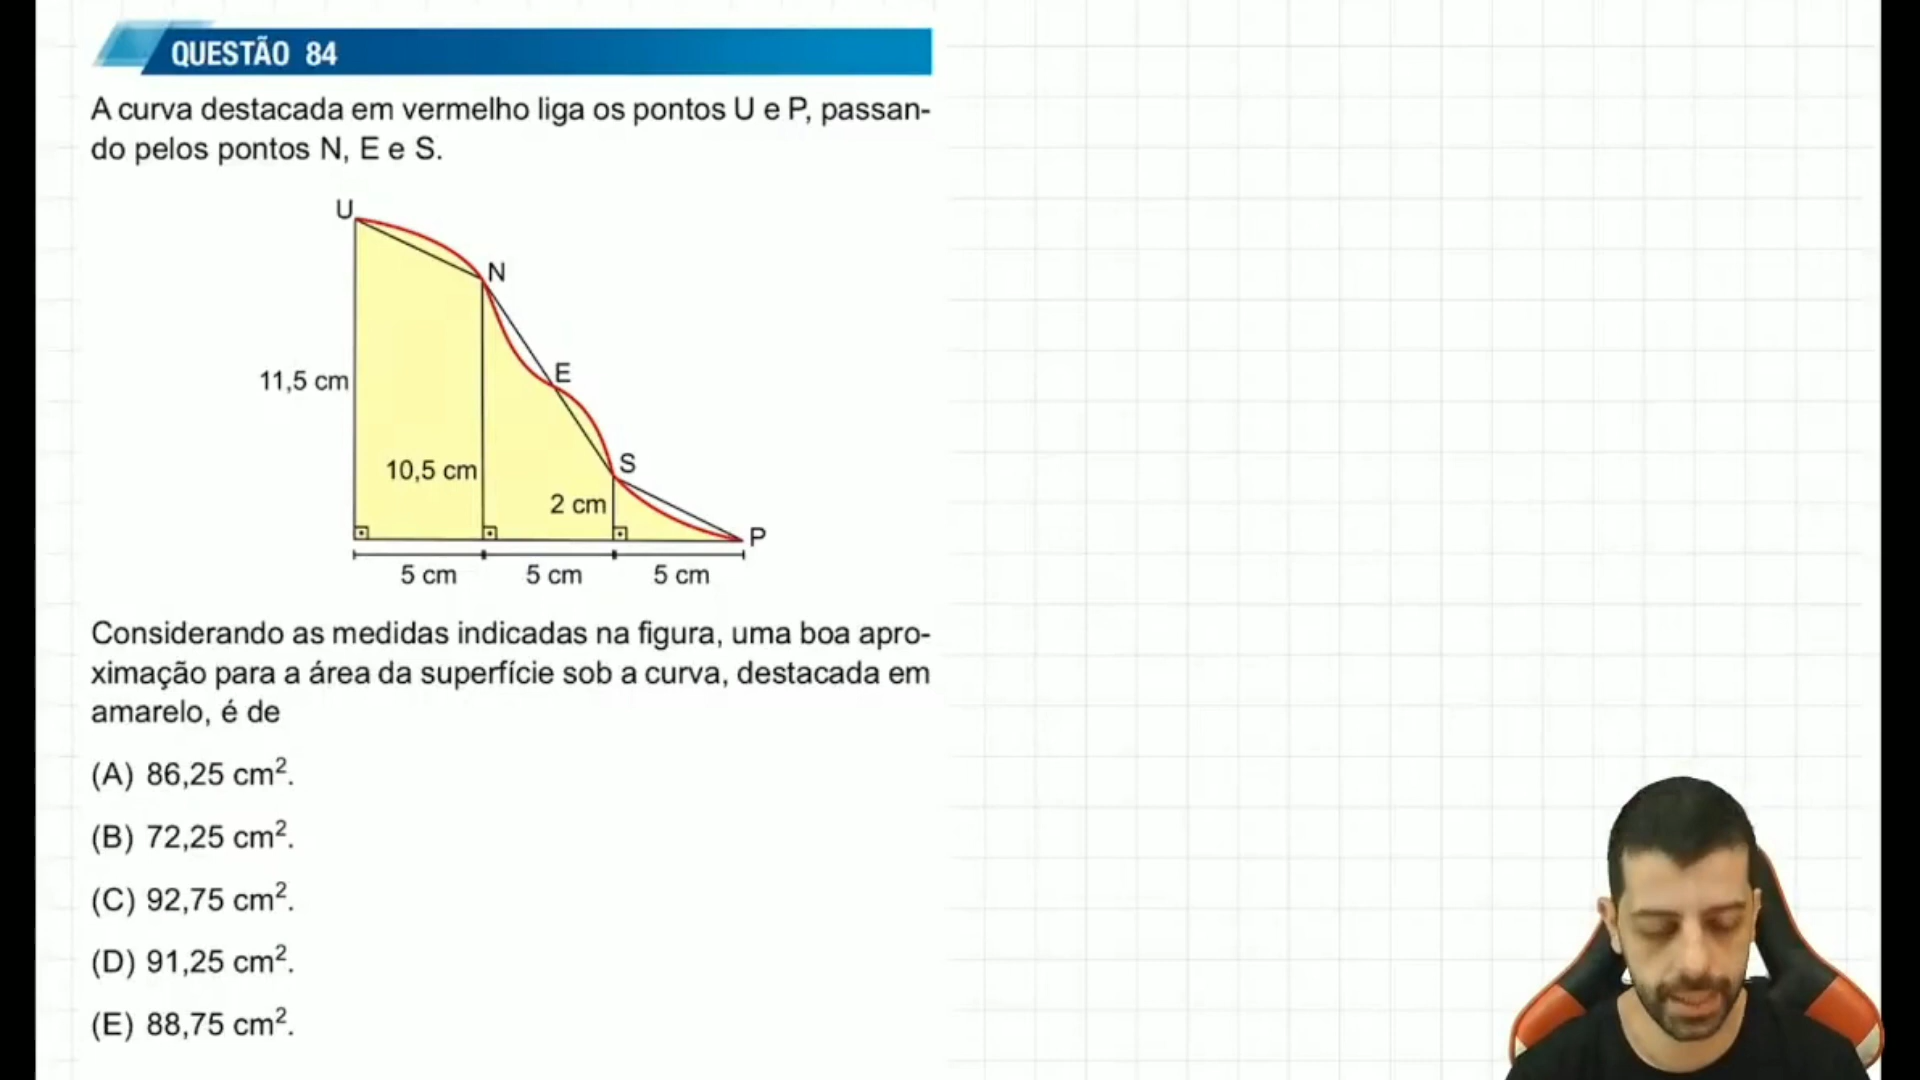 QUESTÃO 84
A curva destacada em vermelho liga os pontos U e P, passan-
do pelos pontos N, E e S.
U
N
E
11,5 cm
10,5 cm
S
2 cm
P
5 cm 5 cm 5 cm
Considerando as medidas indicadas na figura, uma boa apro-
ximação para a área da superfície sob a curva, destacada em
amarelo, é de
(A) 86,25 cm².
(B) 72,25 cm².
(C) 92,75 cm².
(D) 91,25 cm².
(E) 88,75 cm².